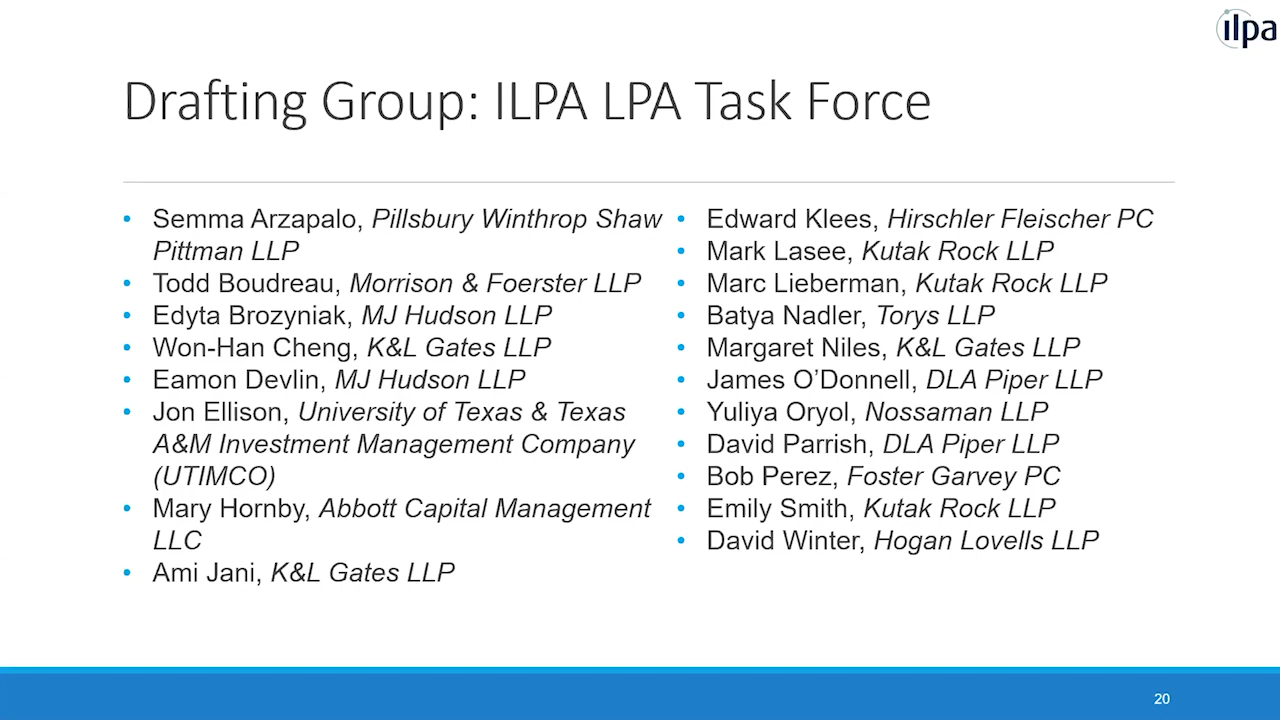 ilpa
Drafting Group: ILPA LPA Task Force
• Semma Arzapalo, Pillsbury Winthrop Shaw
Pittman LLP
• Todd Boudreau, Morrison & Foerster LLP
• Edyta Brozyniak, MJ Hudson LLP
• Won-Han Cheng, K&L Gates LLP
• Eamon Devlin, MJ Hudson LLP
• Jon Ellison, University of Texas & Texas
A&M Investment Management Company
(UTIMCO)
• Mary Hornby, Abbott Capital Management
LLC
• Ami Jani, K&L Gates LLP
• Edward Klees, Hirschler Fleischer PC
• Mark Lasee, Kutak Rock LLP
• Marc Lieberman, Kutak Rock LLP
• Batya Nadler, Torys LLP
• Margaret Niles, K&L Gates LLP
• James O’Donnell, DLA Piper LLP
• Yuliya Oryol, Nossaman LLP
• David Parrish, DLA Piper LLP
• Bob Perez, Foster Garvey PC
• Emily Smith, Kutak Rock LLP
• David Winter, Hogan Lovells LLP
20